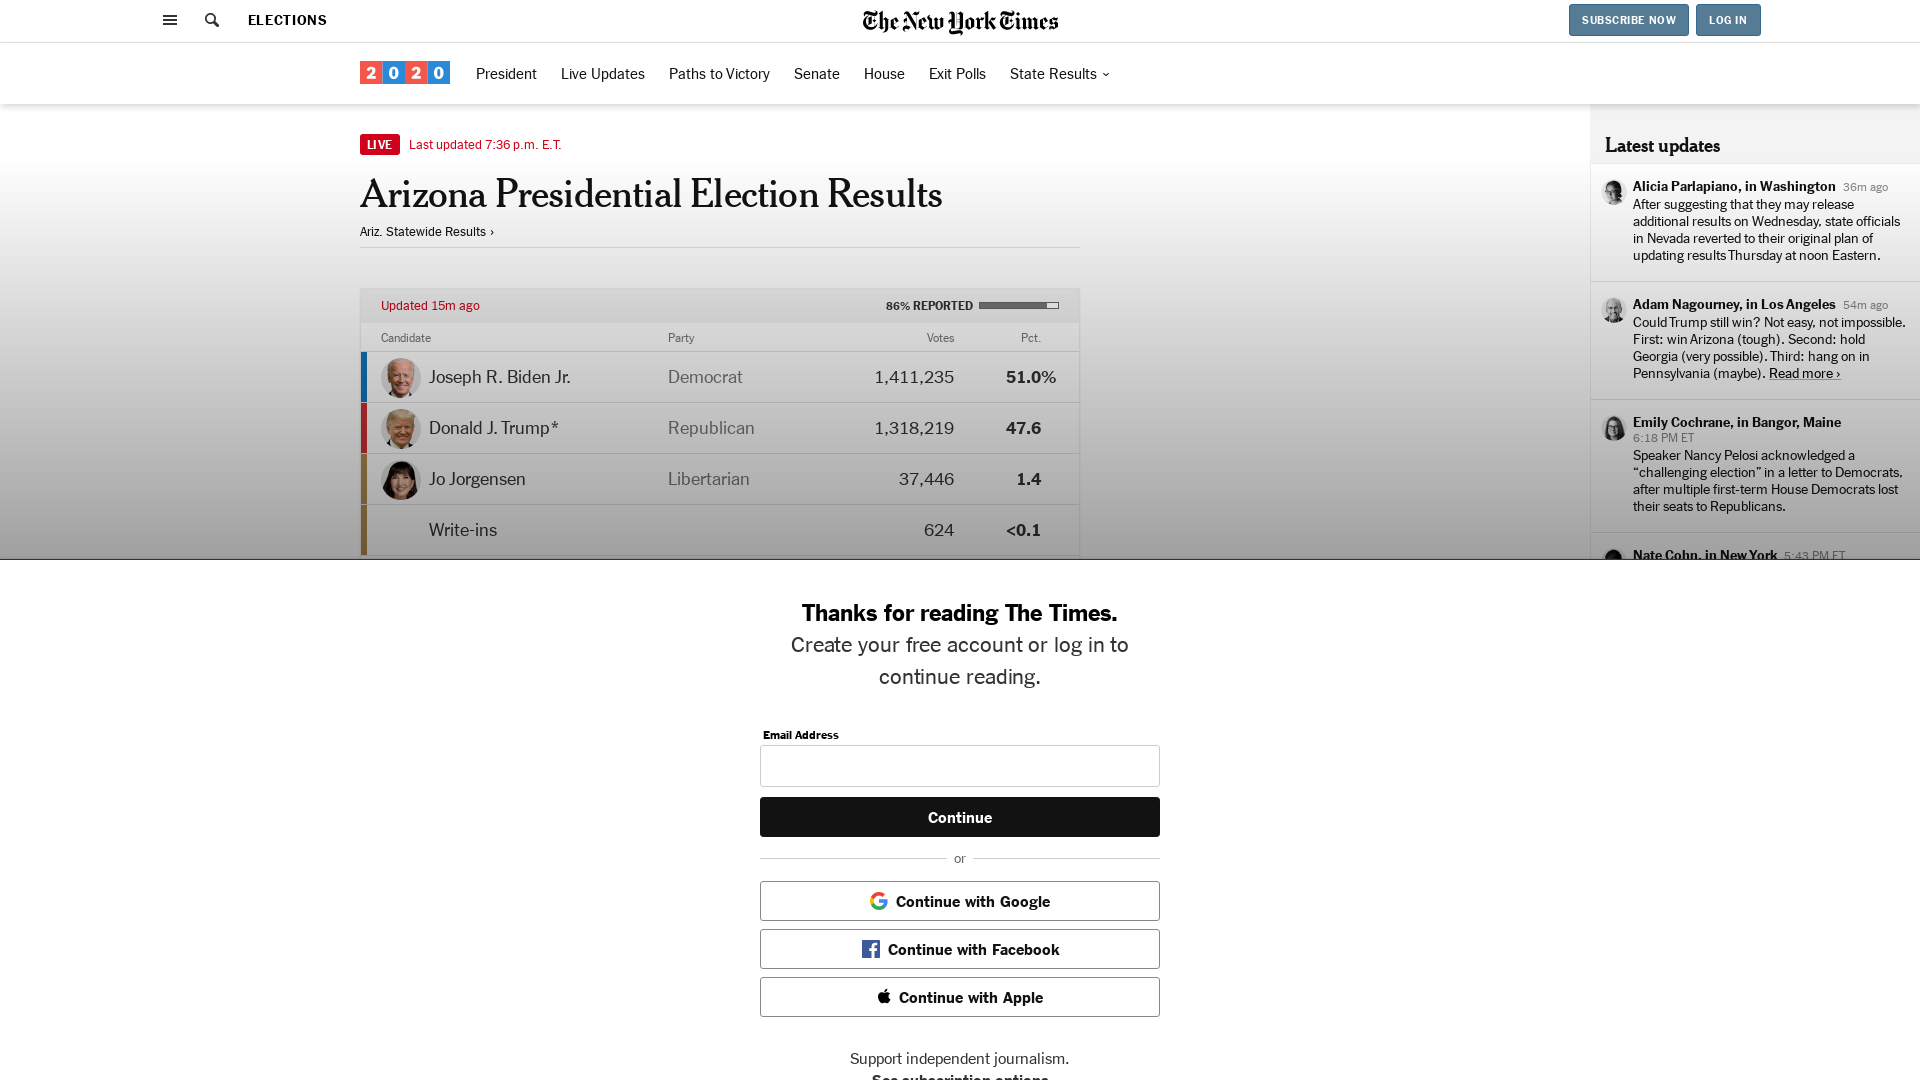 ELECTIONS
The New York Times
SUBSCRIBE NOW
LOG IN
2020
President
Live Updates
Paths to Victory
Senate
House
Exit Polls
State Results
LIVE
Last updated 7:36 p.m. E.T.
Arizona Presidential Election Results
Ariz. Statewide Results ›
Updated 15m ago
86% REPORTED
Candidate Party Votes Pct.
Joseph R. Biden Jr. Democrat 1,411,235 51.0%
Donald J. Trump* Republican 1,318,219 47.6
Jo Jorgensen Libertarian 37,446 1.4
Write-ins 624 <0.1
Latest updates
Alicia Parlapiano, in Washington 36m ago
After suggesting that they may release
additional results on Wednesday, state officials
in Nevada reverted to their original plan of
updating results Thursday at noon Eastern.
Adam Nagourney, in Los Angeles 54m ago
Could Trump still win? Not easy, not impossible.
First: win Arizona (tough). Second: hold
Georgia (very possible). Third: hang on in
Pennsylvania (maybe). Read more ›
Emily Cochrane, in Bangor, Maine
6:18 PM ET
Speaker Nancy Pelosi acknowledged a
“challenging election” in a letter to Democrats,
after multiple first-term House Democrats lost
their seats to Republicans.
Nate Cohn, in New York 5:43 PM ET
Thanks for reading The Times.
Create your free account or log in to
continue reading.
Email Address
Continue
or
Continue with Google
Continue with Facebook
Continue with Apple
Support independent journalism.
See subscription options